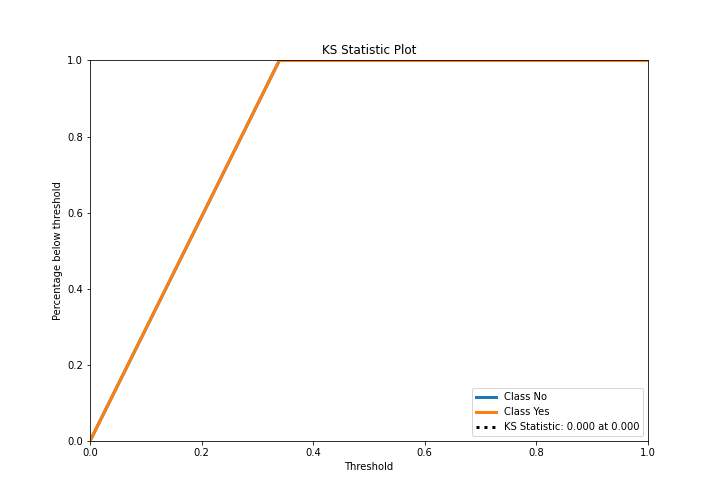 KS Statistic Plot
Percentage below threshold
1.0
0.8
0.6
0.4
0.2
0.0
0.0 0.2 0.4 0.6 0.8 1.0
Threshold
Class No
Class Yes
KS Statistic: 0.000 at 0.000